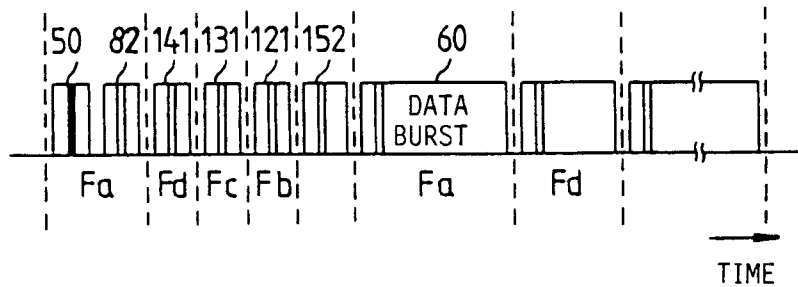 50 82 141 131 121 152 60
DATA
BURST
Fa Fd Fc Fb Fa Fd
TIME